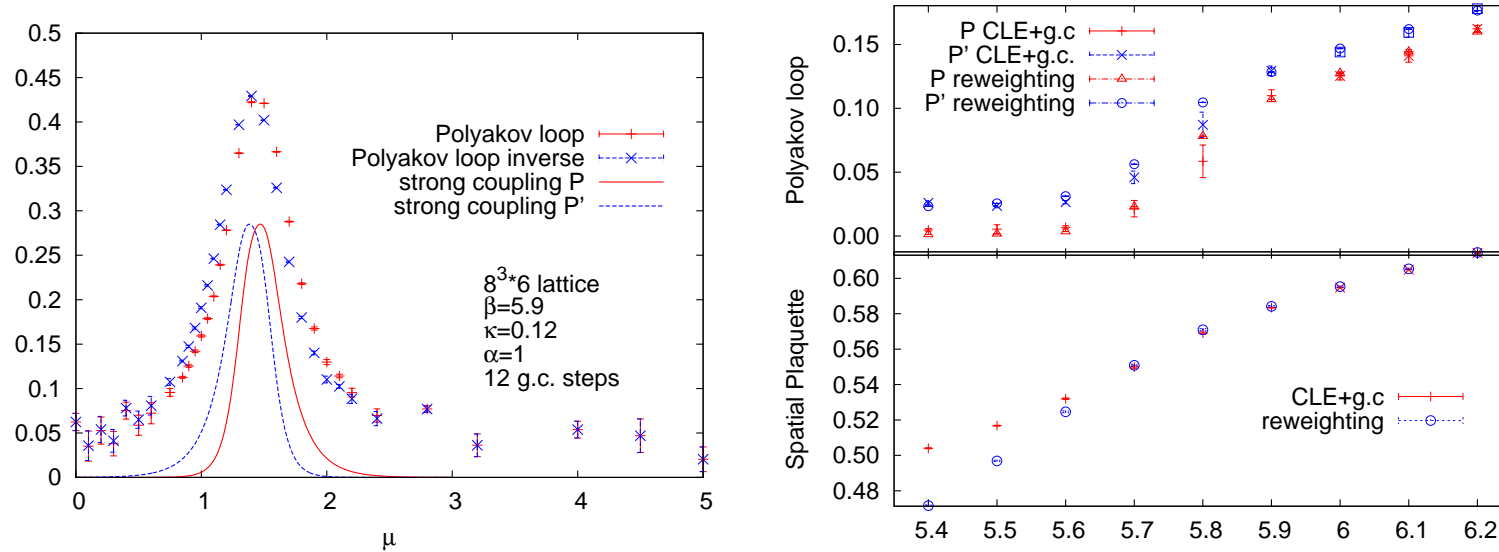 0.5
0.45
0.4
0.35
0.3
0.25
0.2
0.15
0.1
0.05
0
0 1 2 3 4 5
μ
Polyakov loop
Polyakov loop inverse
strong coupling P
strong coupling P'
8^3*6 lattice
β=5.9
κ=0.12
α=1
12 g.c. steps
Polyakov loop
0.15
0.10
0.05
0.00
P CLE+g.c
P' CLE+g.c.
P reweighting
P' reweighting
Spatial Plaquette
0.60
0.58
0.56
0.54
0.52
0.50
0.48
CLE+g.c
reweighting
5.4 5.5 5.6 5.7 5.8 5.9 6 6.1 6.2